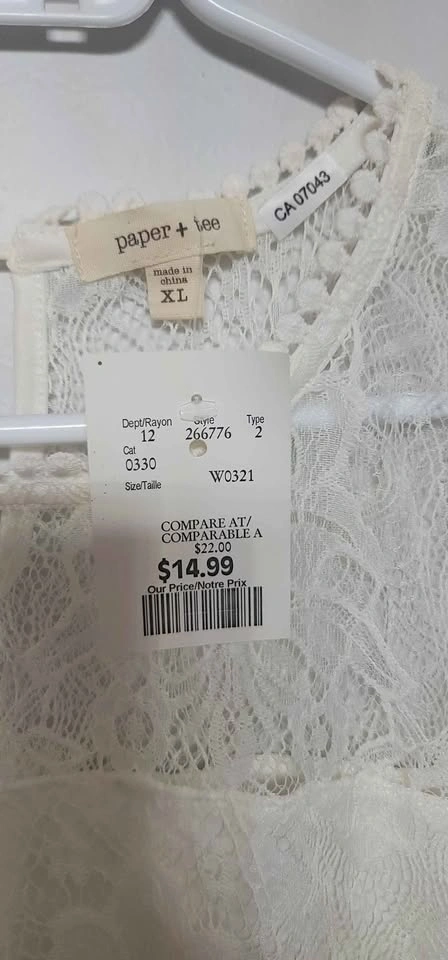 paper + tee
CA 07043
made in
china
XL
Dept/Rayon Style Type
12 266776 2
Cat
0330
W0321
Size/Taille
COMPARE AT/
COMPARABLE A
$22.00
$14.99
Our Price/Notre Prix